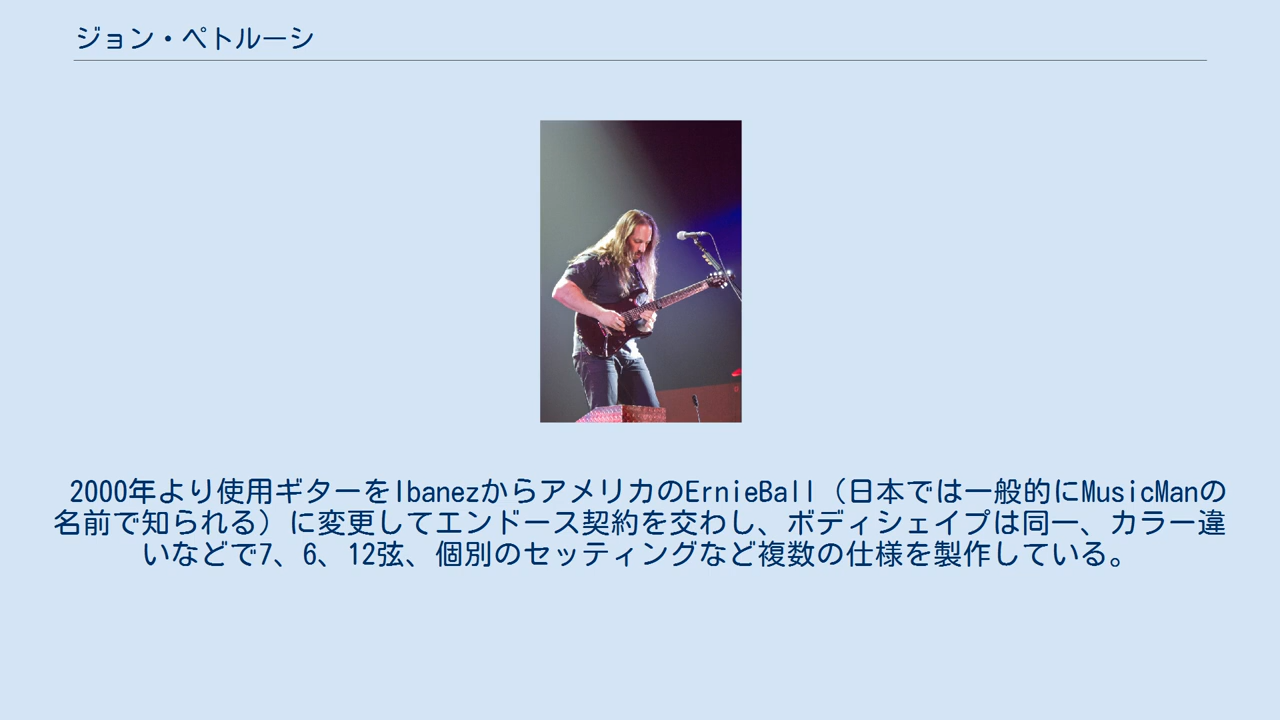 ジョン・ペトルーシ
2000年より使用ギターをIbanezからアメリカのErnieBall（日本では一般的にMusicManの
名前で知られる）に変更してエンドース契約を交わし、ボディシェイプは同一、カラー違
いなどで7、6、12弦、個別のセッティングなど複数の仕様を製作している。